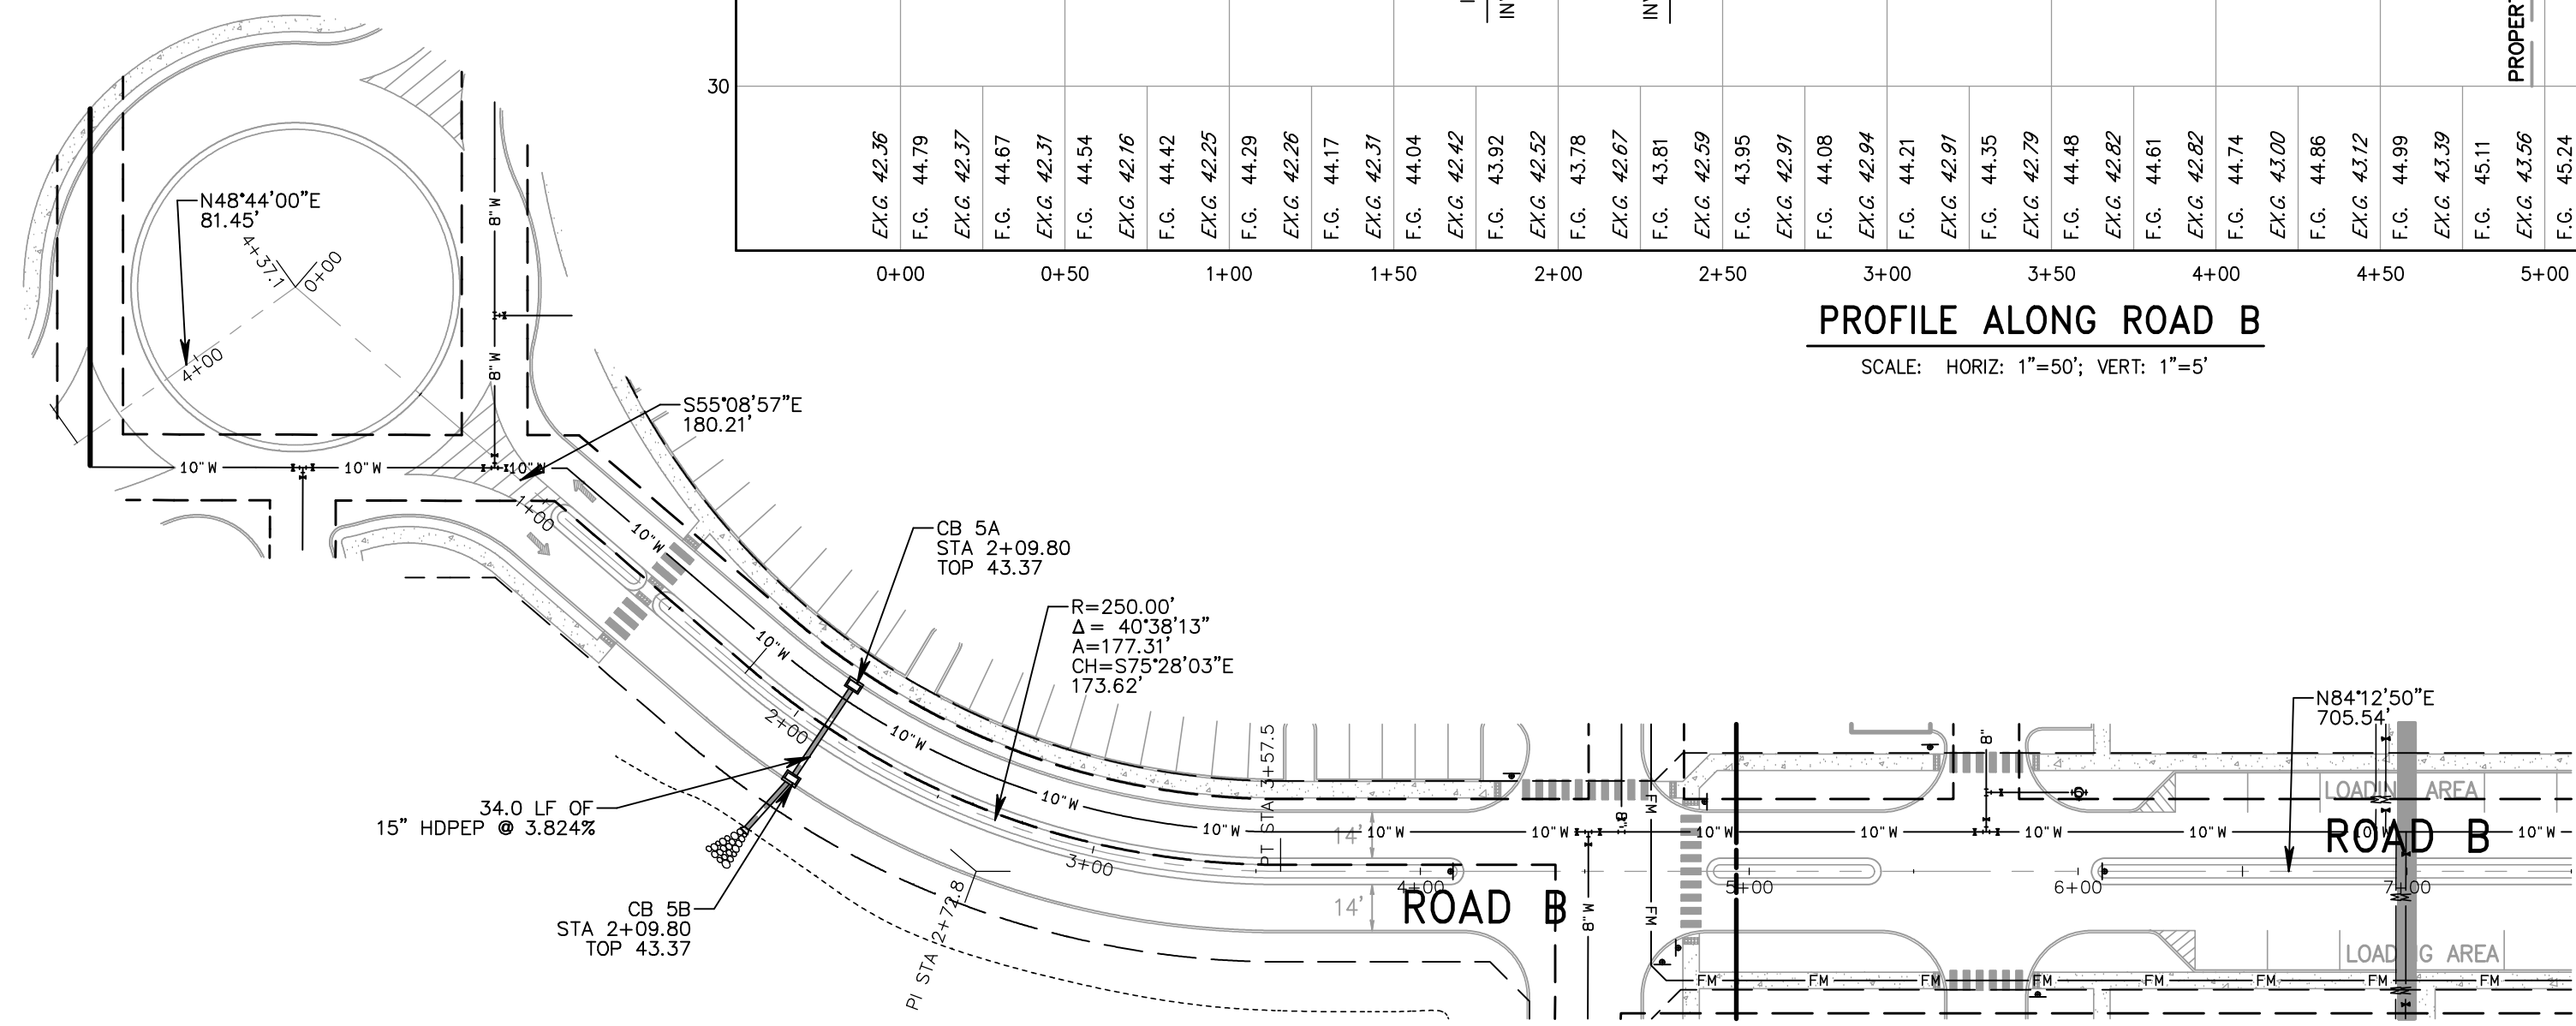 30
PROPERT
EX.G. 42.36
F.G. 44.79
EX.G. 42.37
F.G. 44.67
EX.G. 42.31
F.G. 44.54
EX.G. 42.16
F.G. 44.42
EX.G. 42.25
F.G. 44.29
EX.G. 42.26
F.G. 44.17
EX.G. 42.31
F.G. 44.04
EX.G. 42.42
F.G. 43.92
EX.G. 42.52
F.G. 43.78
EX.G. 42.67
F.G. 43.81
EX.G. 42.59
F.G. 43.95
EX.G. 42.91
F.G. 44.08
EX.G. 42.94
F.G. 44.21
EX.G. 42.91
F.G. 44.35
EX.G. 42.79
F.G. 44.48
EX.G. 42.82
F.G. 44.61
EX.G. 42.82
F.G. 44.74
EX.G. 43.00
F.G. 44.86
EX.G. 43.12
F.G. 44.99
EX.G. 43.39
F.G. 45.11
EX.G. 43.56
F.G. 45.24
0+00 0+50 1+00 1+50 2+00 2+50 3+00 3+50 4+00 4+50 5+00
PROFILE ALONG ROAD B
SCALE: HORIZ: 1"=50'; VERT: 1"=5'
N48°44'00"E
81.45'
4+37.1
0+00
4+00
8"W
8"W
S55°08'57"E
180.21'
10"W 10"W 10"W
1+00
10"W
CB 5A
STA 2+09.80
TOP 43.37
R=250.00'
Δ= 40°38'13"
A=177.31'
CH=S75°28'03"E
173.62'
10"W
2+00
10"W
34.0 LF OF
15" HDPEP @ 3.824%
CB 5B
STA 2+09.80
TOP 43.37
PI STA 2+72.8
3+00
PT STA 3+57.5
10"W 10"W 10"W 10"W 10"W 10"W 10"W 10"W 10"W 10"W
14'
14'
4+00 5+00 6+00 7+00
8"
8"
8"W
FM
FM
N84°12'50"E
705.54'
LOADING AREA
ROAD B
ROAD B
LOADING AREA
FM FM FM FM FM FM FM FM